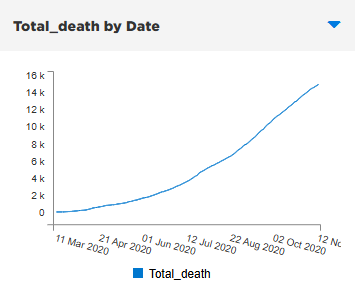 Total_death by Date
16 k
14 k
12 k
10 k
8 k
6 k
4 k
2 k
0
11 Mar 2020
21 Apr 2020
01 Jun 2020
12 Jul 2020
22 Aug 2020
02 Oct 2020
12 No
Total_death